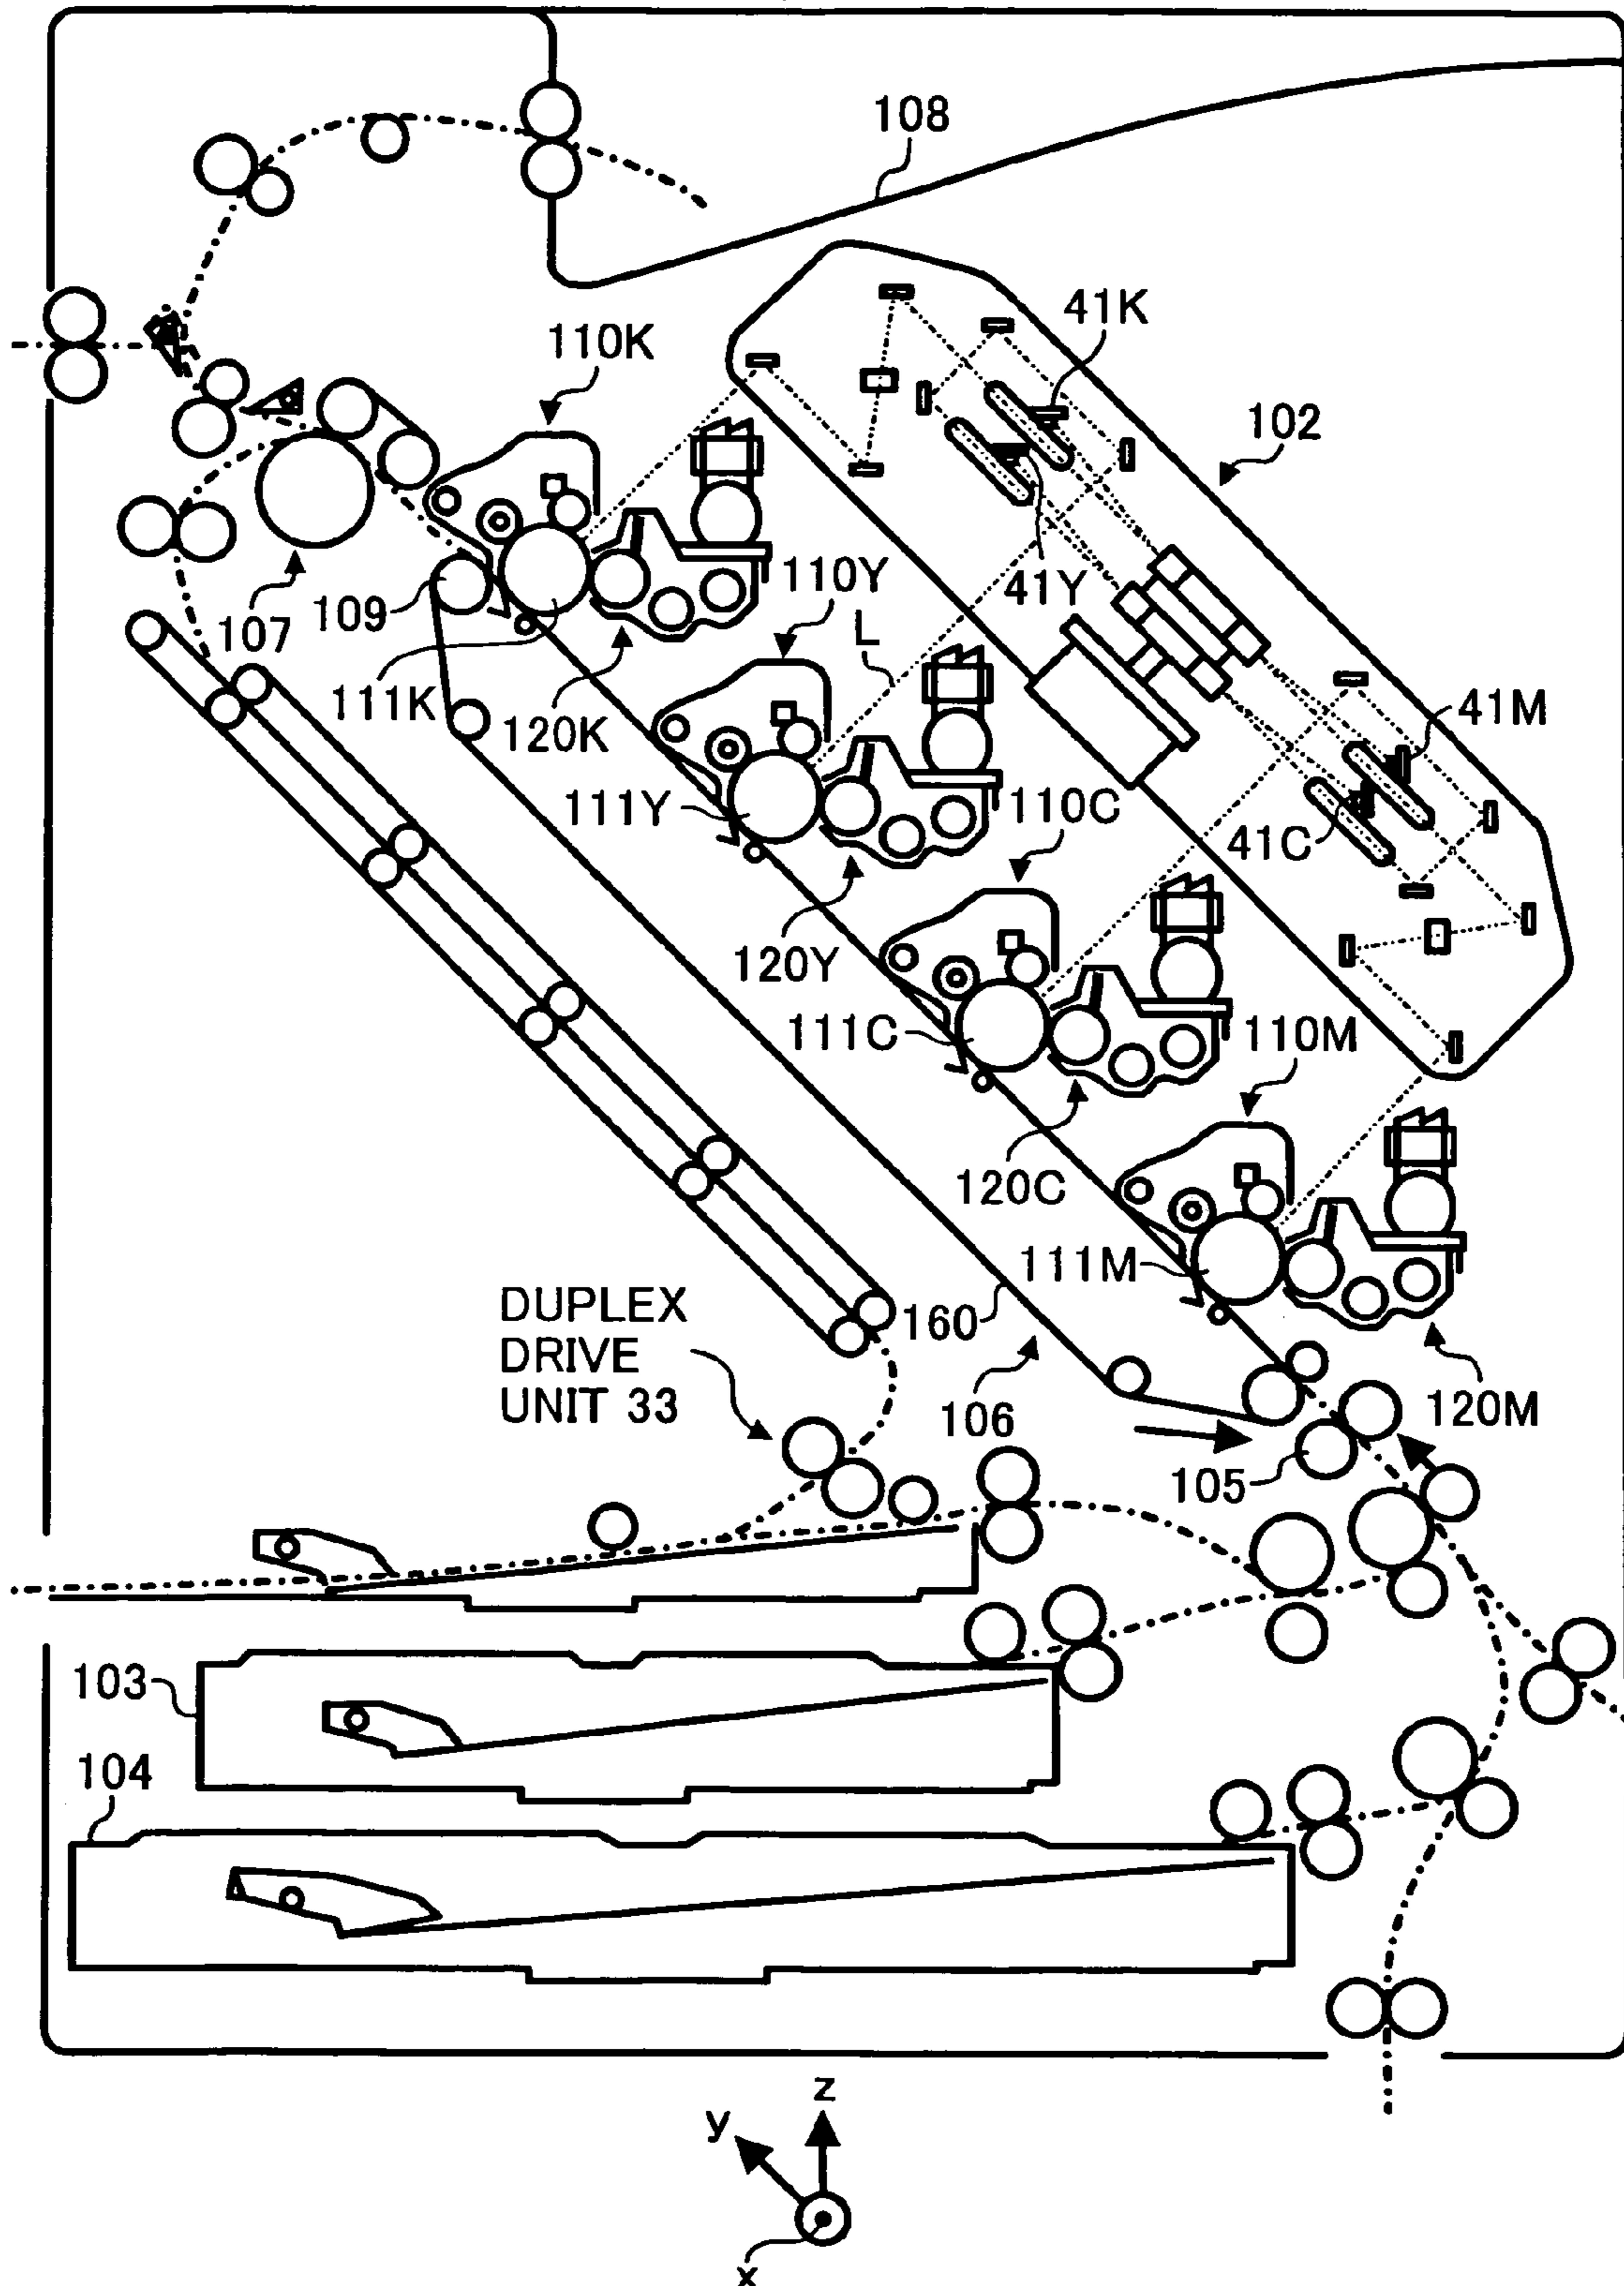 108
41K
110K
102
110Y
41Y
L
109
107
111K
120K
41M
111Y
110C
41C
120Y
111C
110M
120C
111M
DUPLEX
DRIVE
UNIT 33
160
106
120M
105
103
104
z
y
x